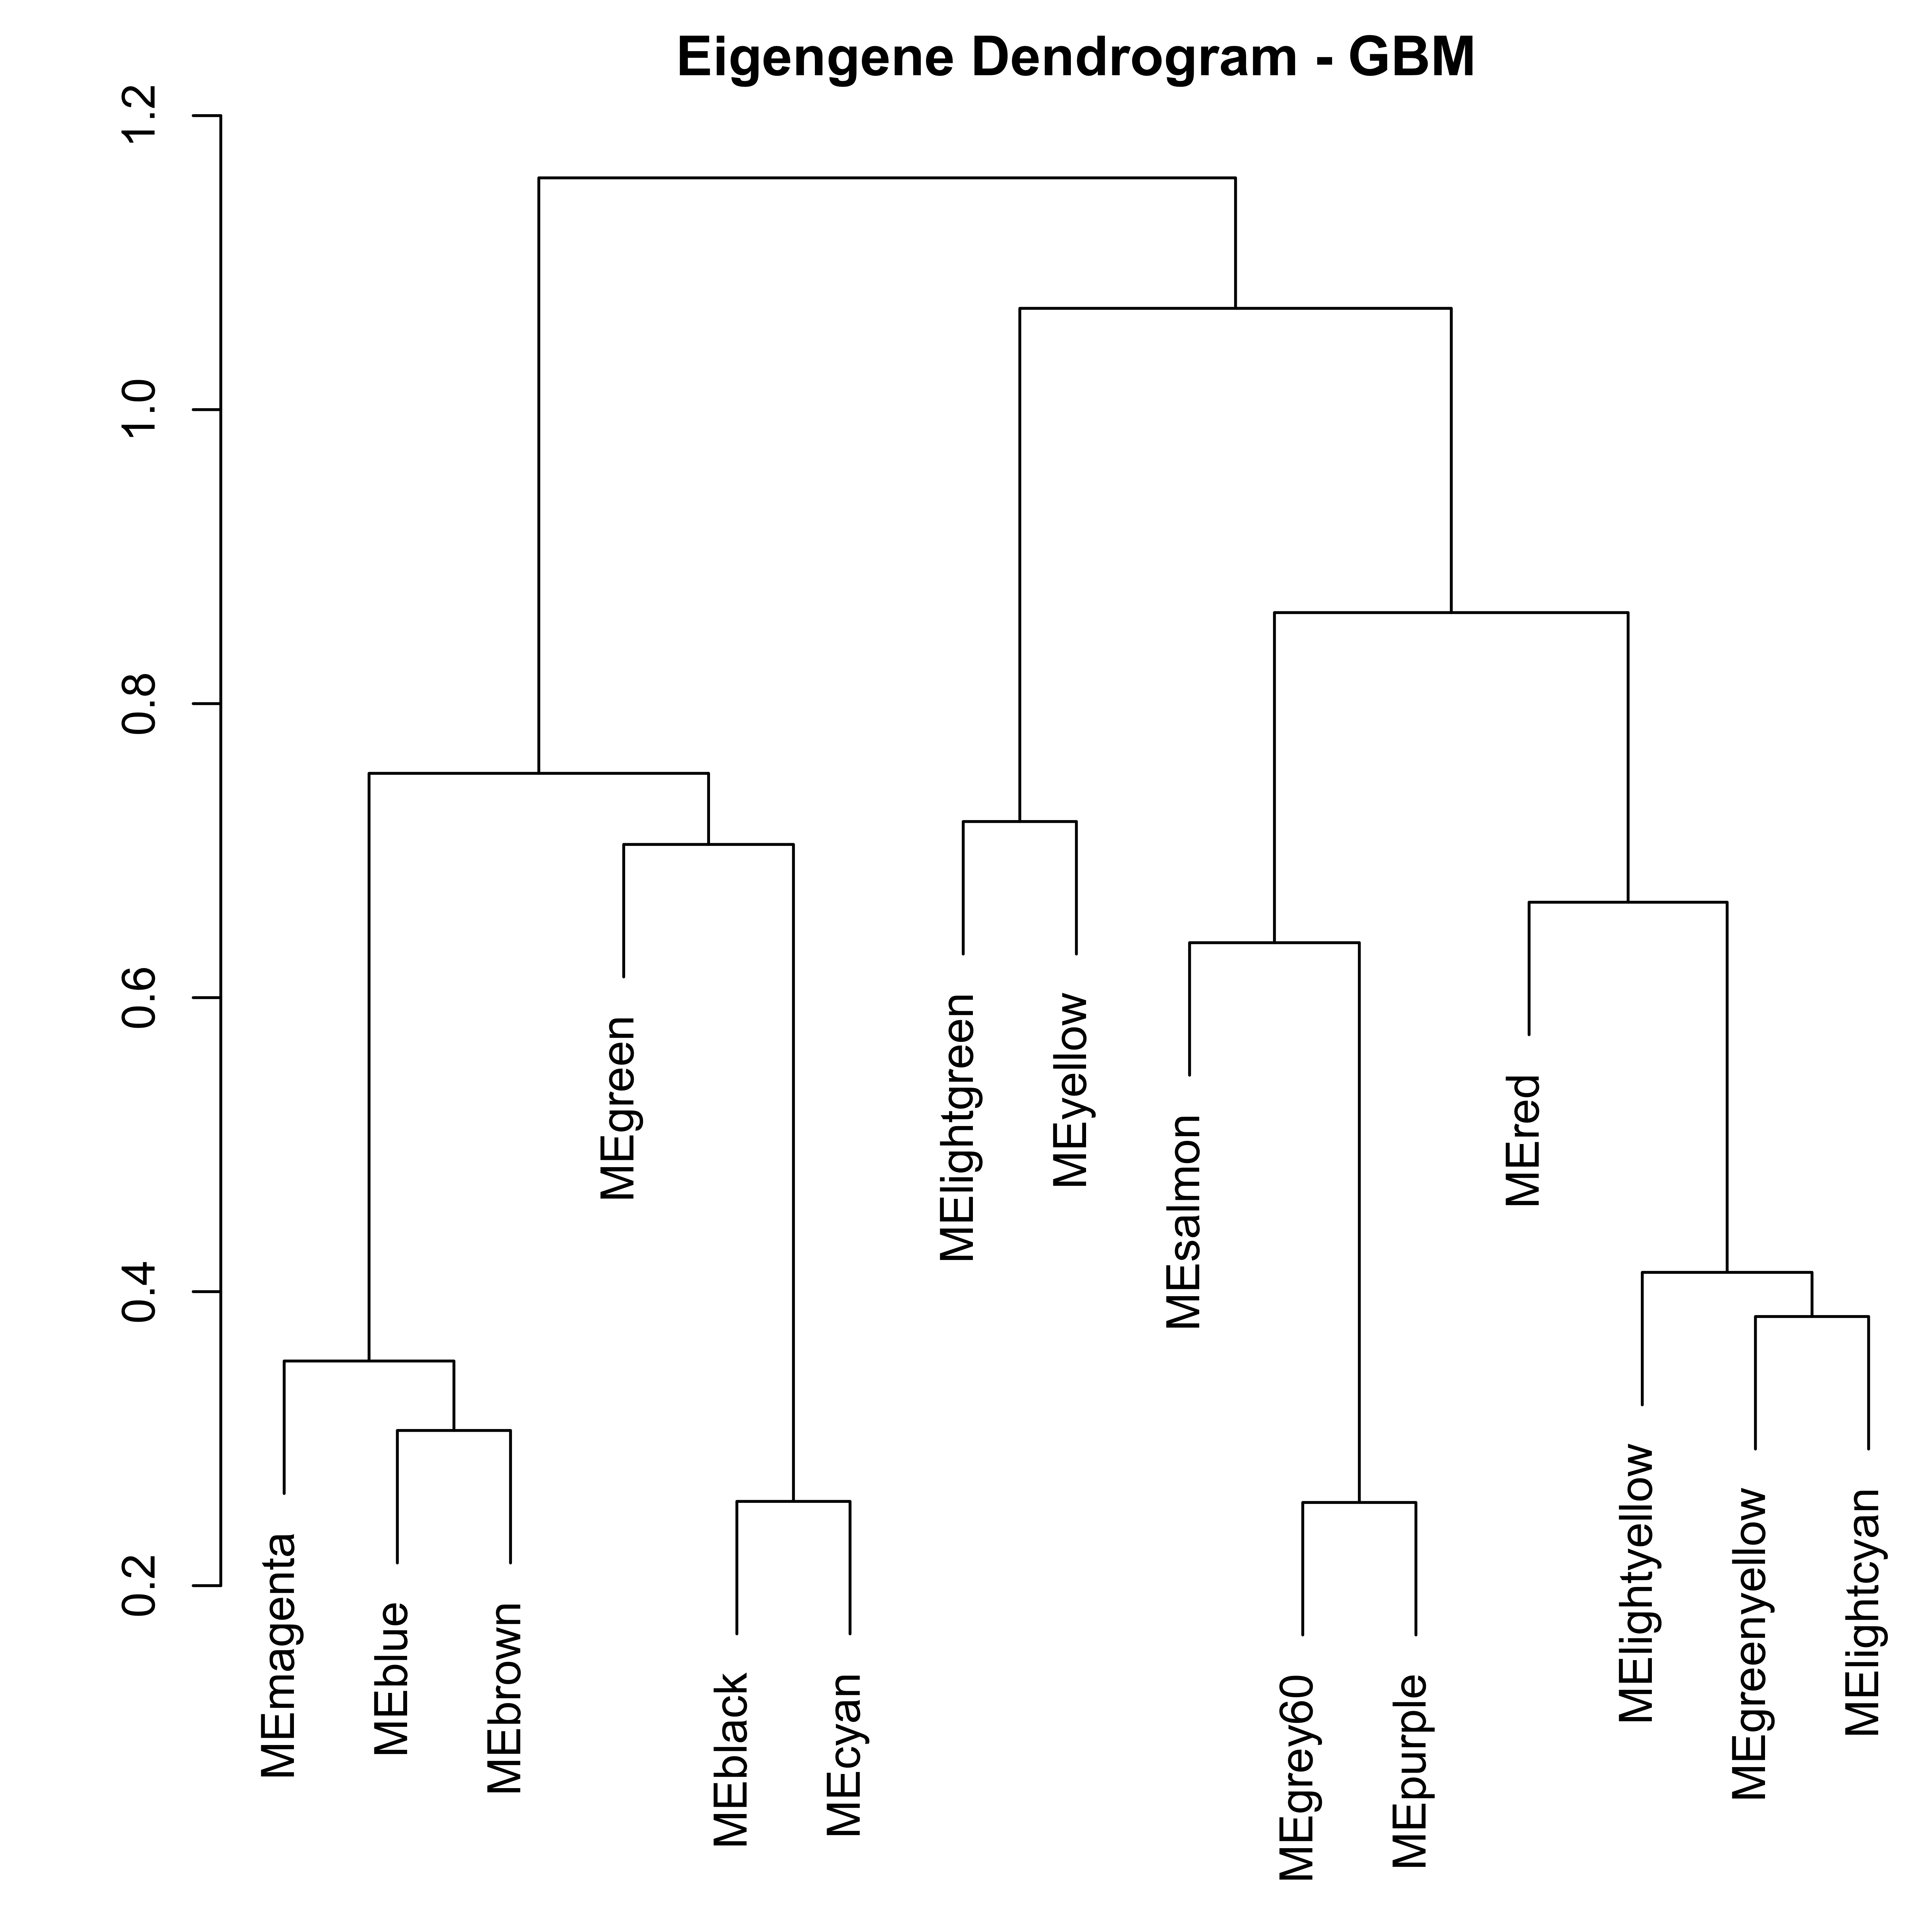 Eigengene Dendrogram - GBM
1.2
1.0
0.8
0.6
0.4
0.2
MEmagenta
MEblue
MEbrown
MEgreen
MEblack
MEcyan
MElightgreen
MEyellow
MEsalmon
MEgrey60
MEpurple
MEred
MElightyellow
MEgreenyellow
MElightcyan